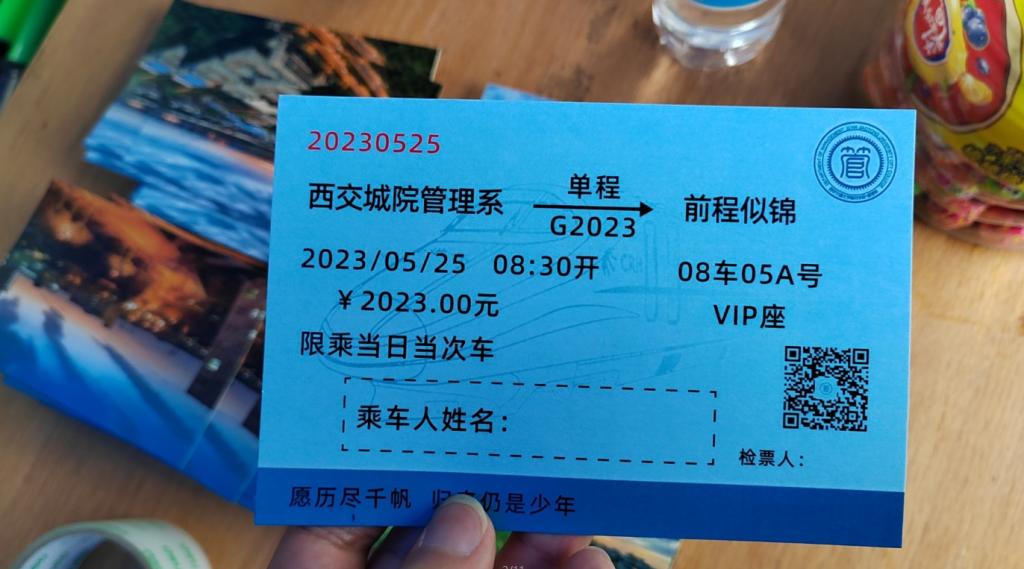 20230525
西交城院管理系
单程
G2023
前程似锦
2023/05/25 08:30开
08车05A号
￥2023.00元
VIP座
限乘当日当次车
乘车人姓名：
检票人：
愿历尽千帆 归 仍是少年